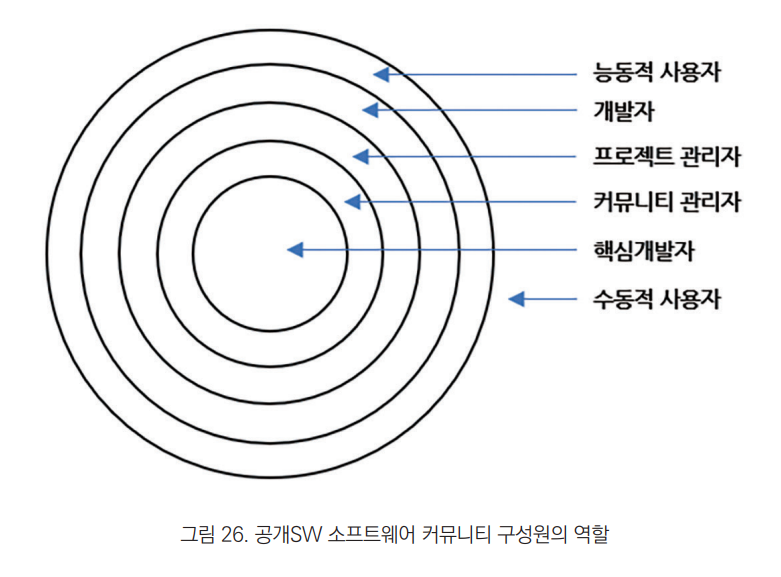 능동적 사용자
개발자
프로젝트 관리자
커뮤니티 관리자
핵심개발자
수동적 사용자
그림 26. 공개SW 소프트웨어 커뮤니티 구성원의 역할